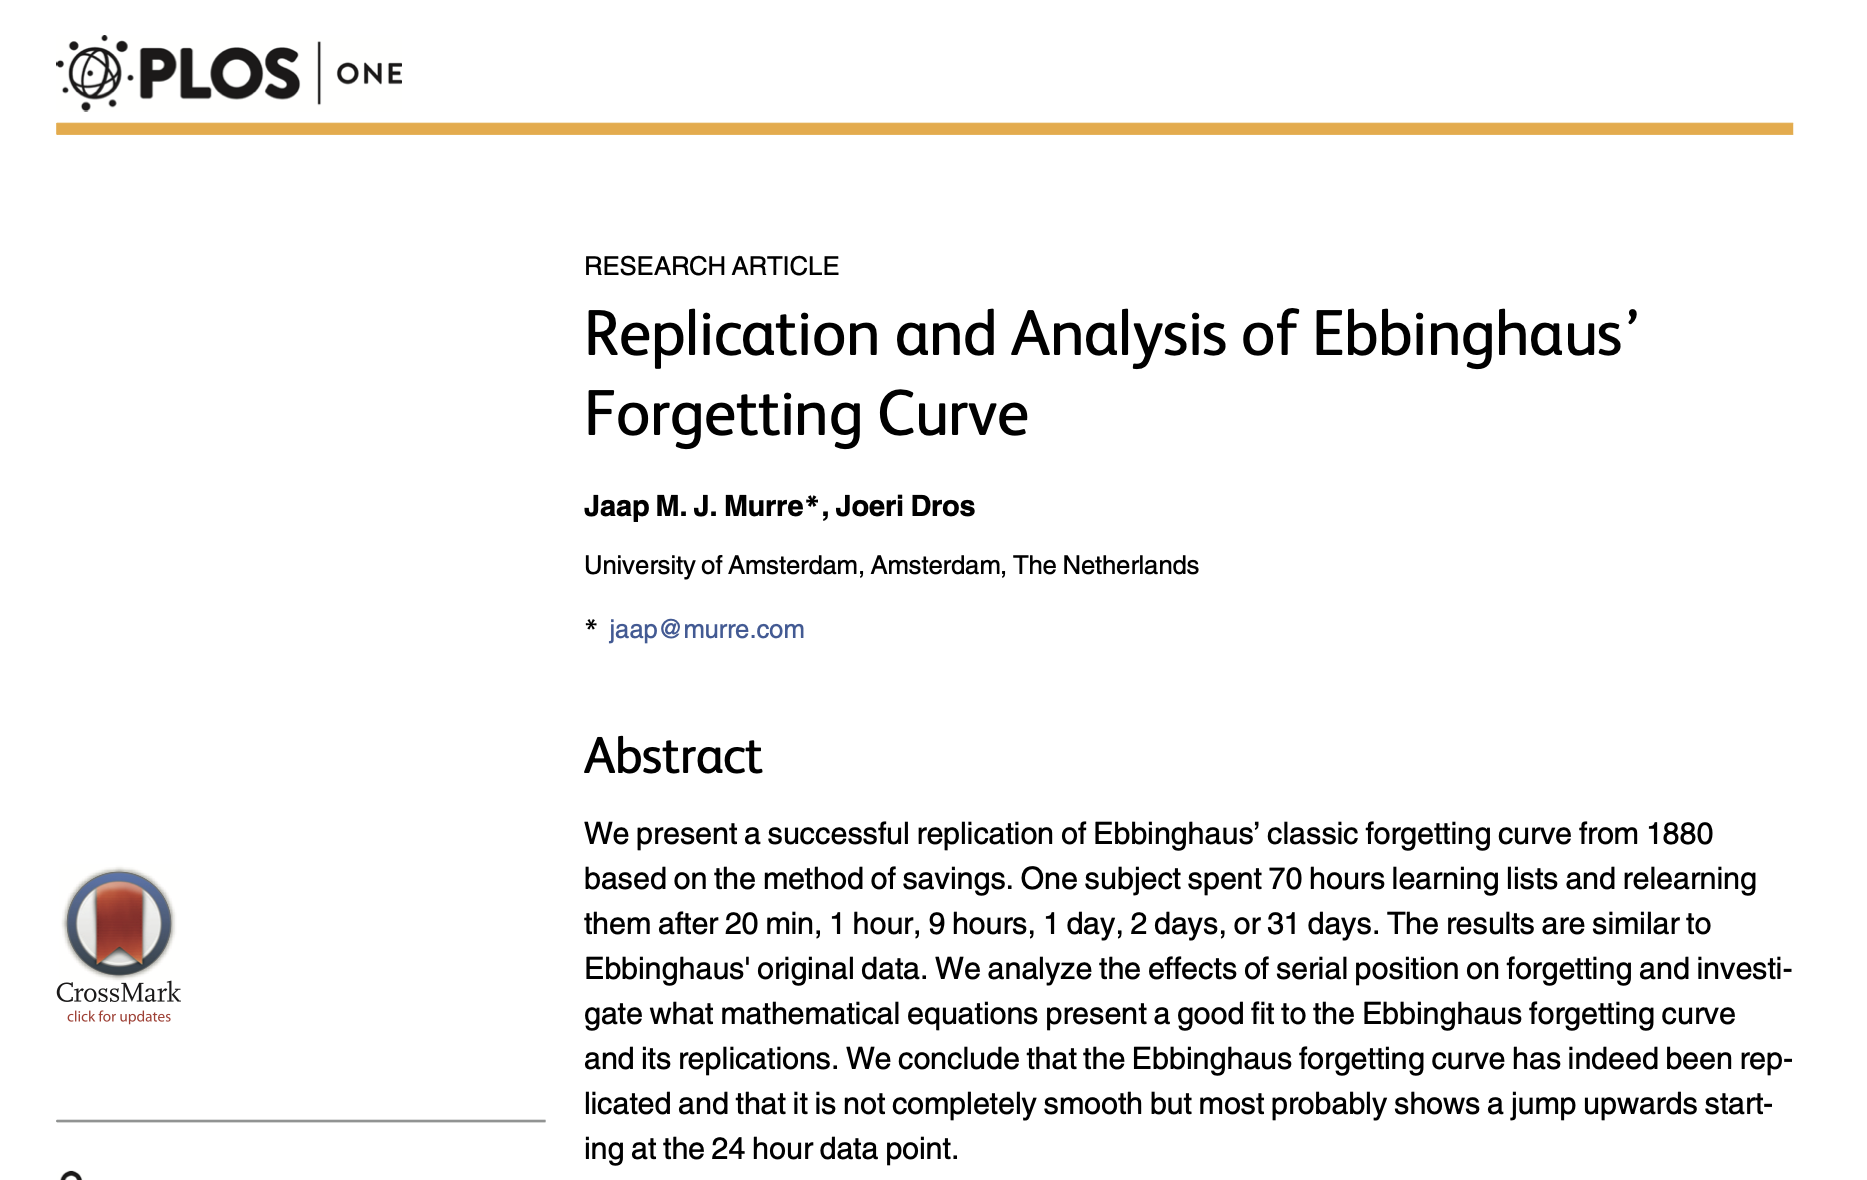 PLOS ONE
RESEARCH ARTICLE
Replication and Analysis of Ebbinghaus’
Forgetting Curve
Jaap M. J. Murre*, Joeri Dros
University of Amsterdam, Amsterdam, The Netherlands
* jaap@murre.com
Abstract
We present a successful replication of Ebbinghaus’ classic forgetting curve from 1880
based on the method of savings. One subject spent 70 hours learning lists and relearning
them after 20 min, 1 hour, 9 hours, 1 day, 2 days, or 31 days. The results are similar to
Ebbinghaus' original data. We analyze the effects of serial position on forgetting and investi-
gate what mathematical equations present a good fit to the Ebbinghaus forgetting curve
and its replications. We conclude that the Ebbinghaus forgetting curve has indeed been rep-
licated and that it is not completely smooth but most probably shows a jump upwards start-
ing at the 24 hour data point.
CrossMark
click for updates